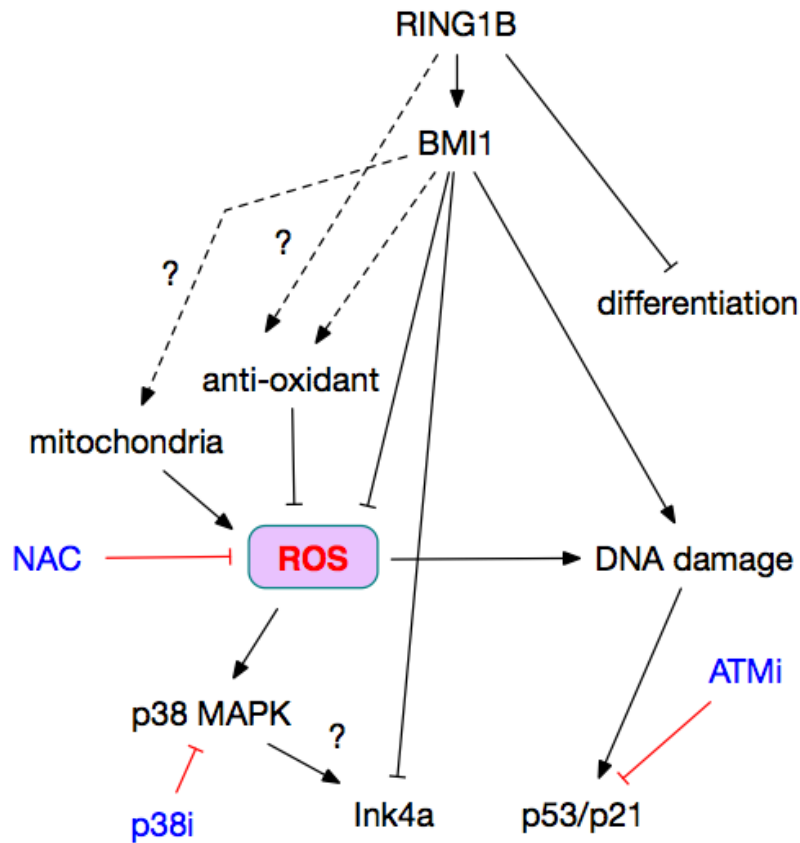 RING1B
BMI1
?
?
differentiation
anti-oxidant
mitochondria
NAC
ROS
DNA damage
ATMi
p38 MAPK
?
p38i
Ink4a
p53/p21